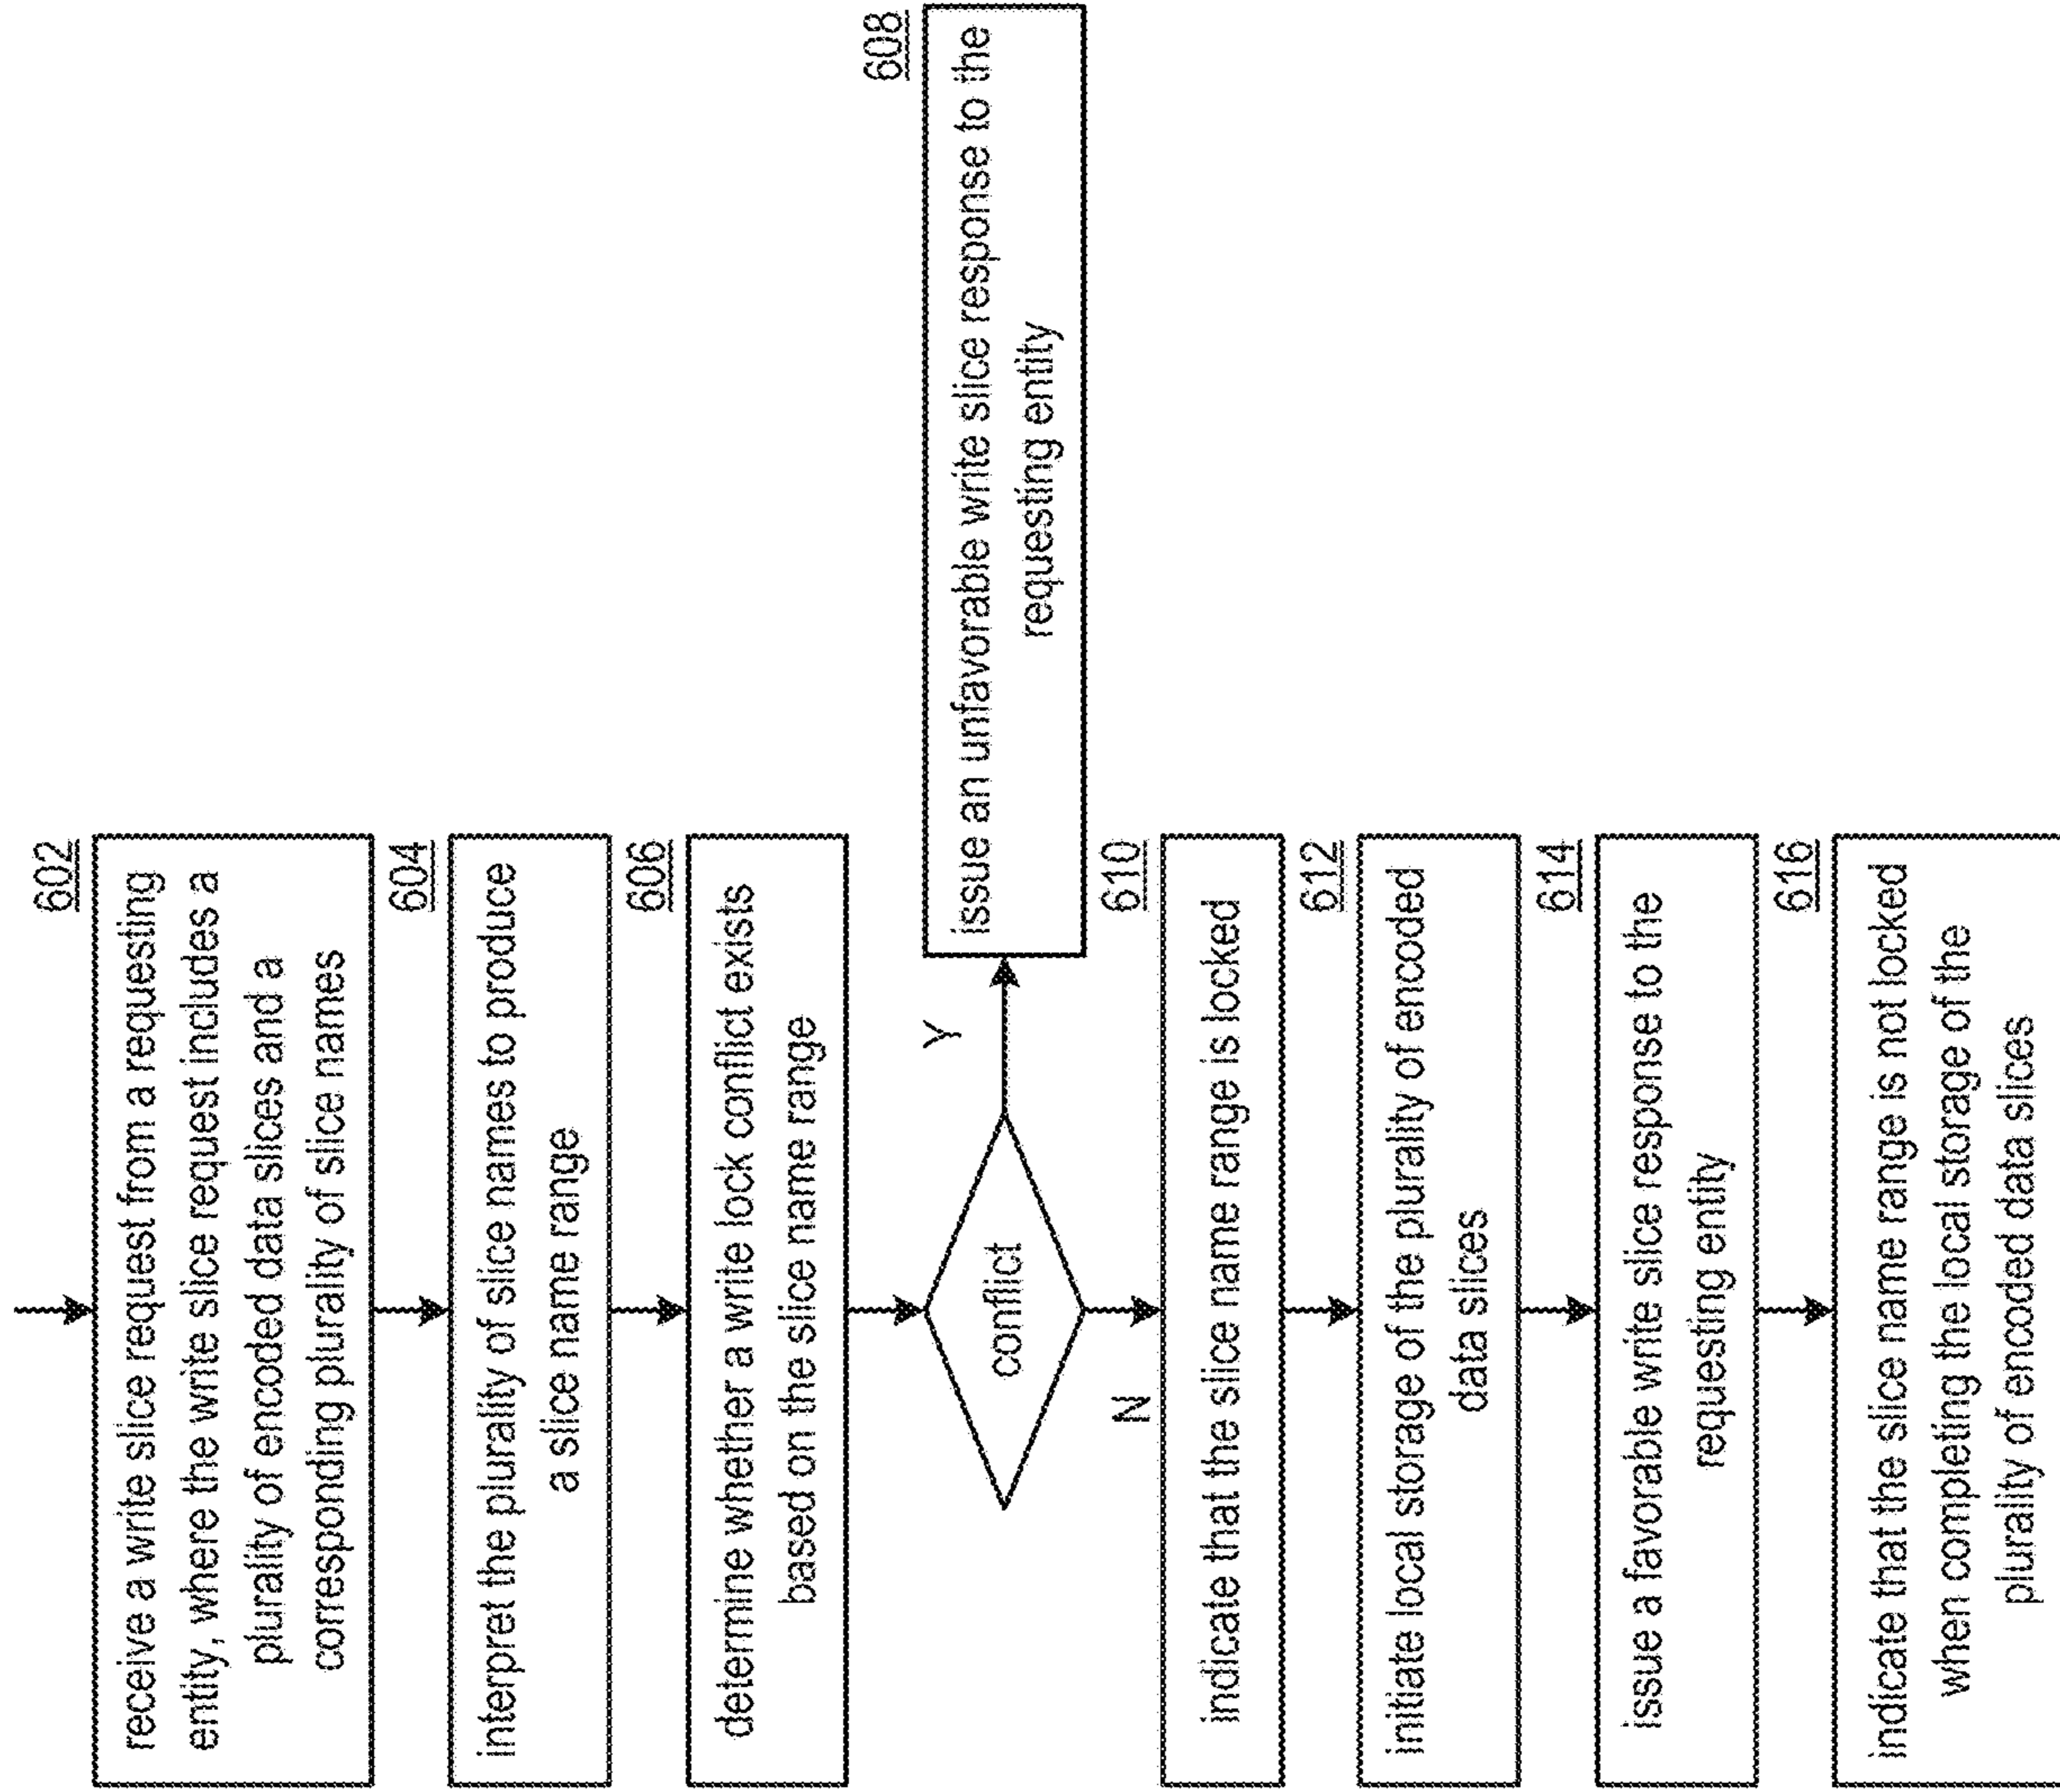 602
receive a write slice request from a requesting
entity, where the write slice request includes a
plurality of encoded data slices and a
corresponding plurality of slice names
604
interpret the plurality of slice names to produce
a slice name range
606
determine whether a write lock conflict exists
based on the slice name range
conflict
Y
608
issue an unfavorable write slice response to the
requesting entity
N
610
indicate that the slice name range is locked
612
initiate local storage of the plurality of encoded
data slices
614
issue a favorable write slice response to the
requesting entity
616
indicate that the slice name range is not locked
when completing the local storage of the
plurality of encoded data slices